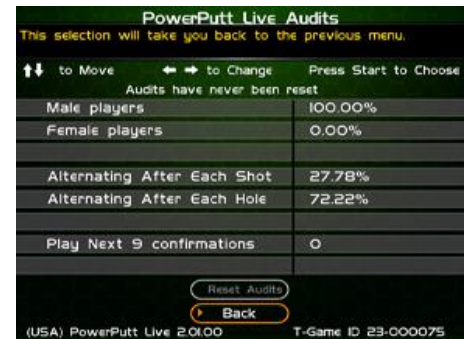 PowerPutt Live Audits
This selection will take you back to the previous menu.
to Move to Change Press Start to Choose
Audits have never been reset
Male players 100.00%
Female players 0.00%
Alternating After Each Shot 27.78%
Alternating After Each Hole 72.22%
Play Next 9 confirmations 0
Reset Audits
Back
(USA) PowerPutt Live 2.01.00 T-Game ID 23-000075